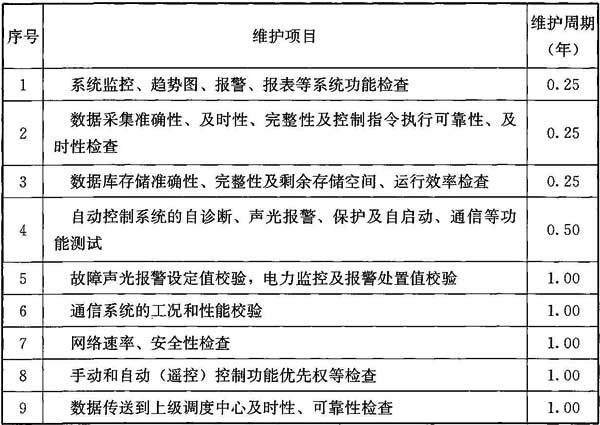 序号 维护项目 维护周期
（年）
1 系统监控、趋势图、报警、报表等系统功能检查 0.25
2 数据采集准确性、及时性、完整性及控制指令执行可靠性、及
时性检查 0.25
3 数据库存储准确性、完整性及剩余存储空间、运行效率检查 0.25
4 自动控制系统的自诊断、声光报警、保护及自启动、通信等功
能测试 0.50
5 故障声光报警设定值校验，电力监控及报警处置值校验 1.00
6 通信系统的工况和性能校验 1.00
7 网络速率、安全性检查 1.00
8 手动和自动（遥控）控制功能优先权等检查 1.00
9 数据传送到上级调度中心及时性、可靠性检查 1.00